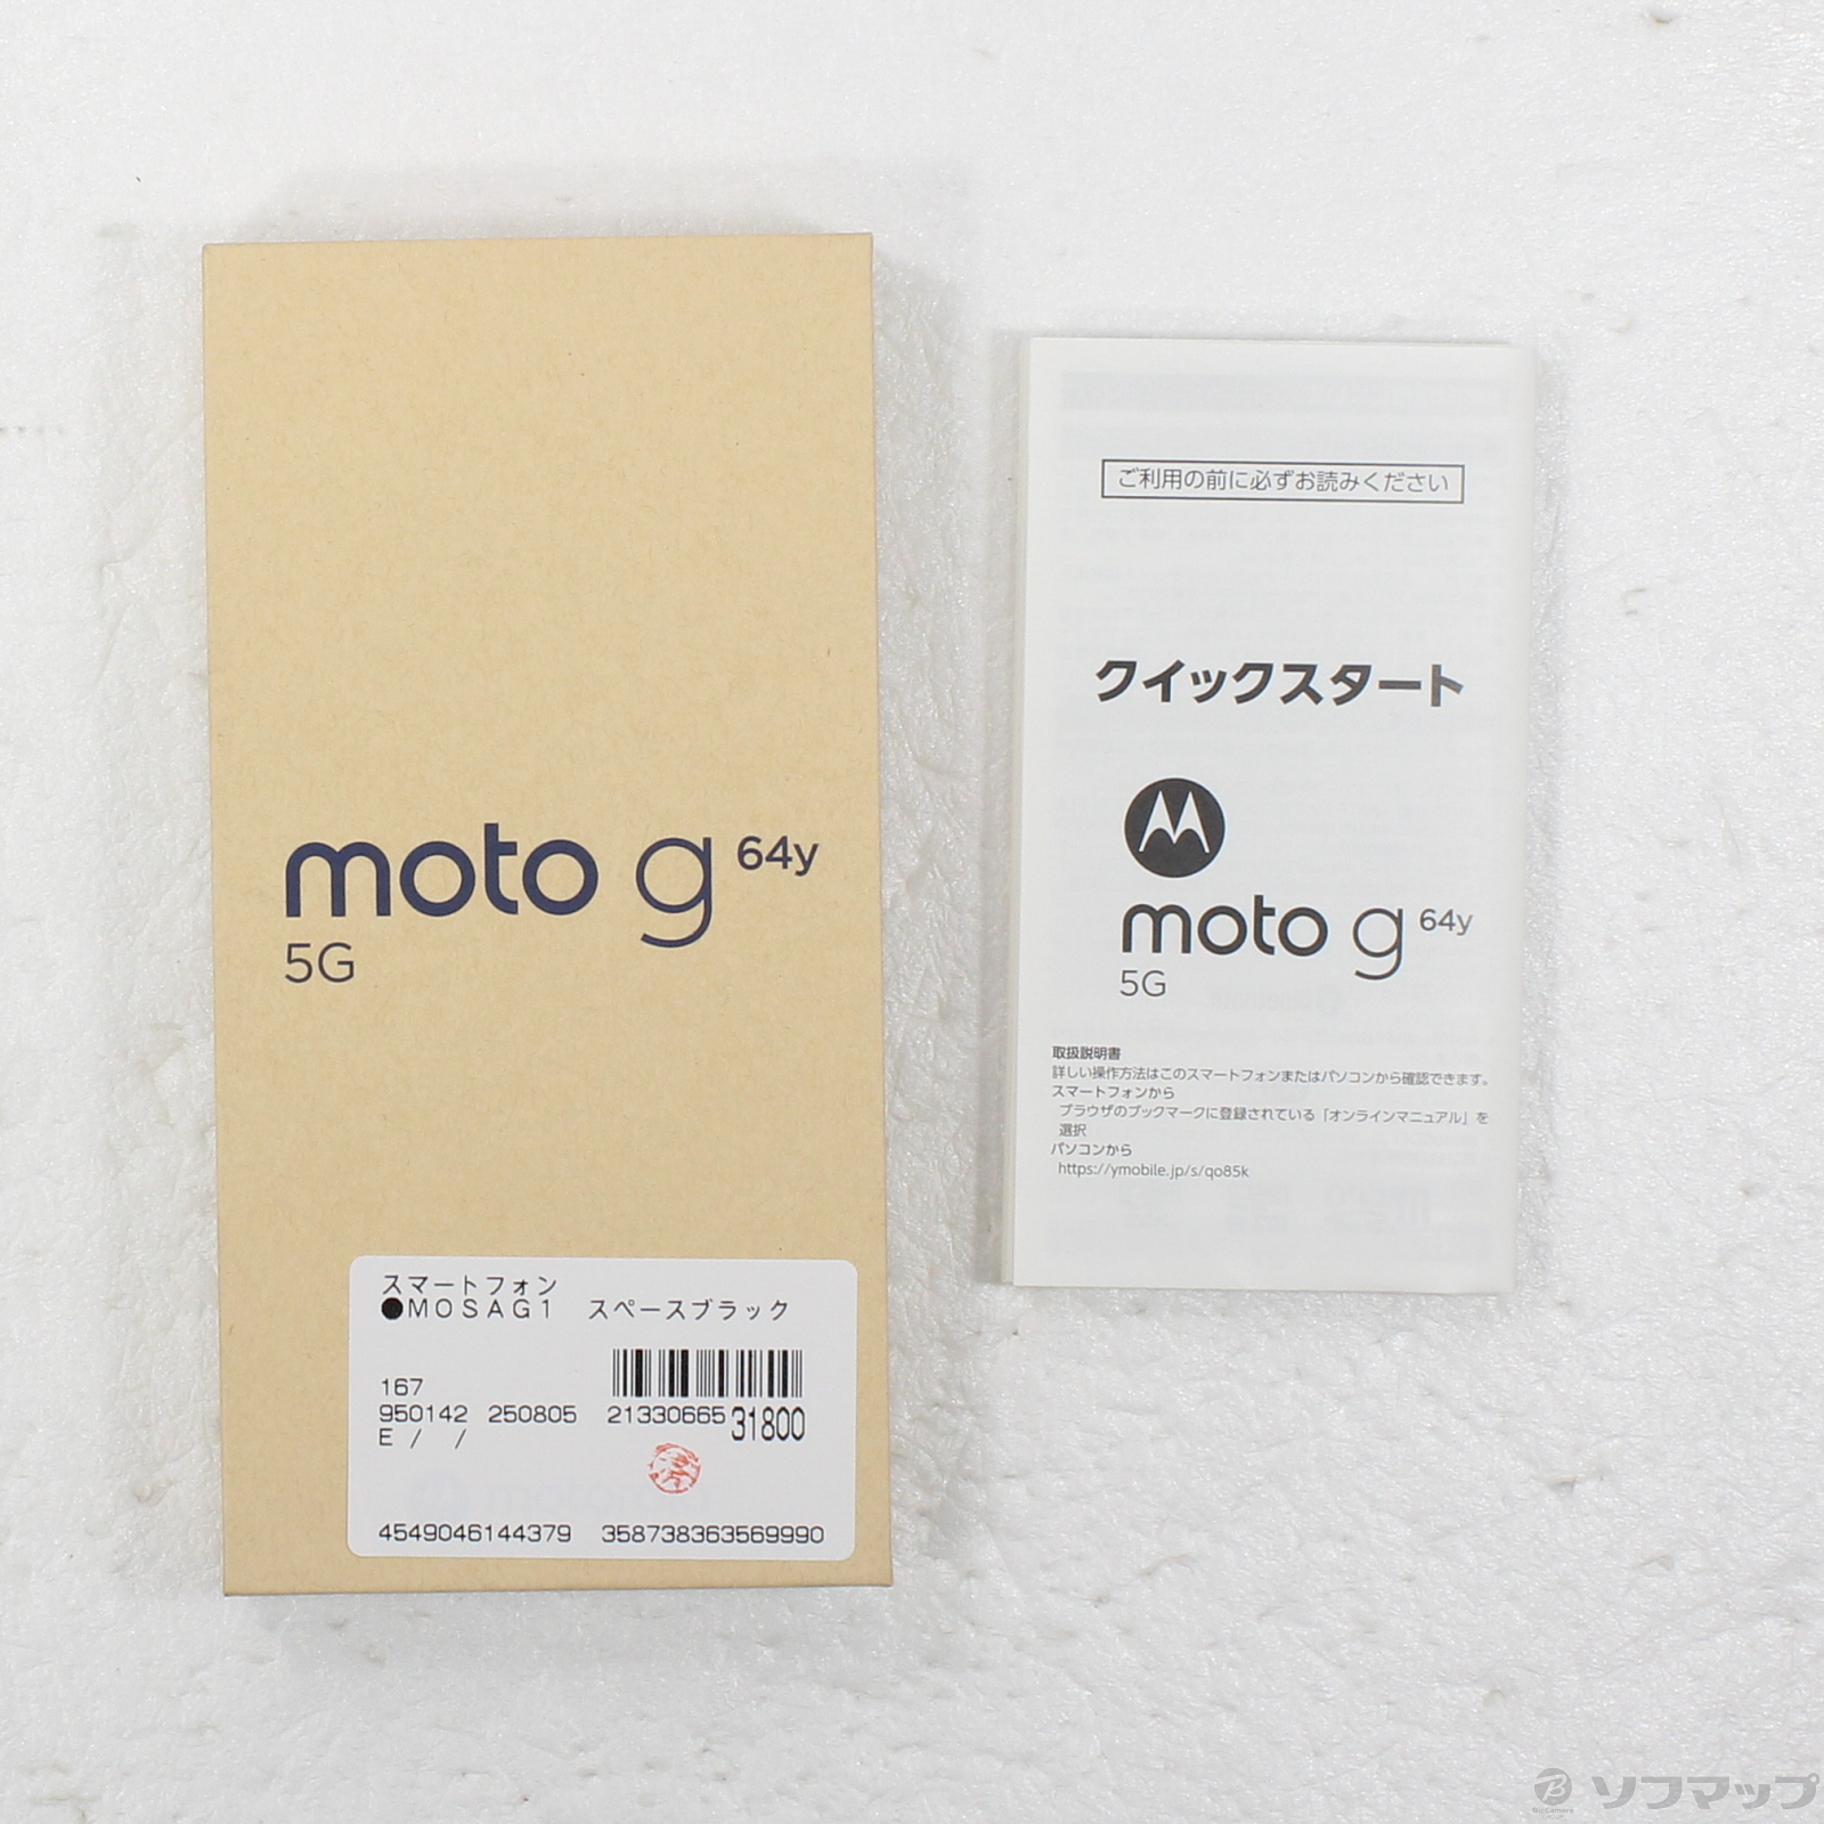 moto g 64y
5G
スマートフォン
●MOSAG1 スペースブラック
167
950142 250805 21330665 31800
E / /
4549046144379 358738363569990
ご利用の前に必ずお読みください
クイックスタート
moto g 64y
5G
取扱説明書
詳しい操作方法はこのスマートフォンまたはパソコンから確認できます。
スマートフォンから
ブラウザのブックマークに登録されている「オンラインマニュアル」を
選択
パソコンから
https://ymobile.jp/s/qo85k
ソフマップ